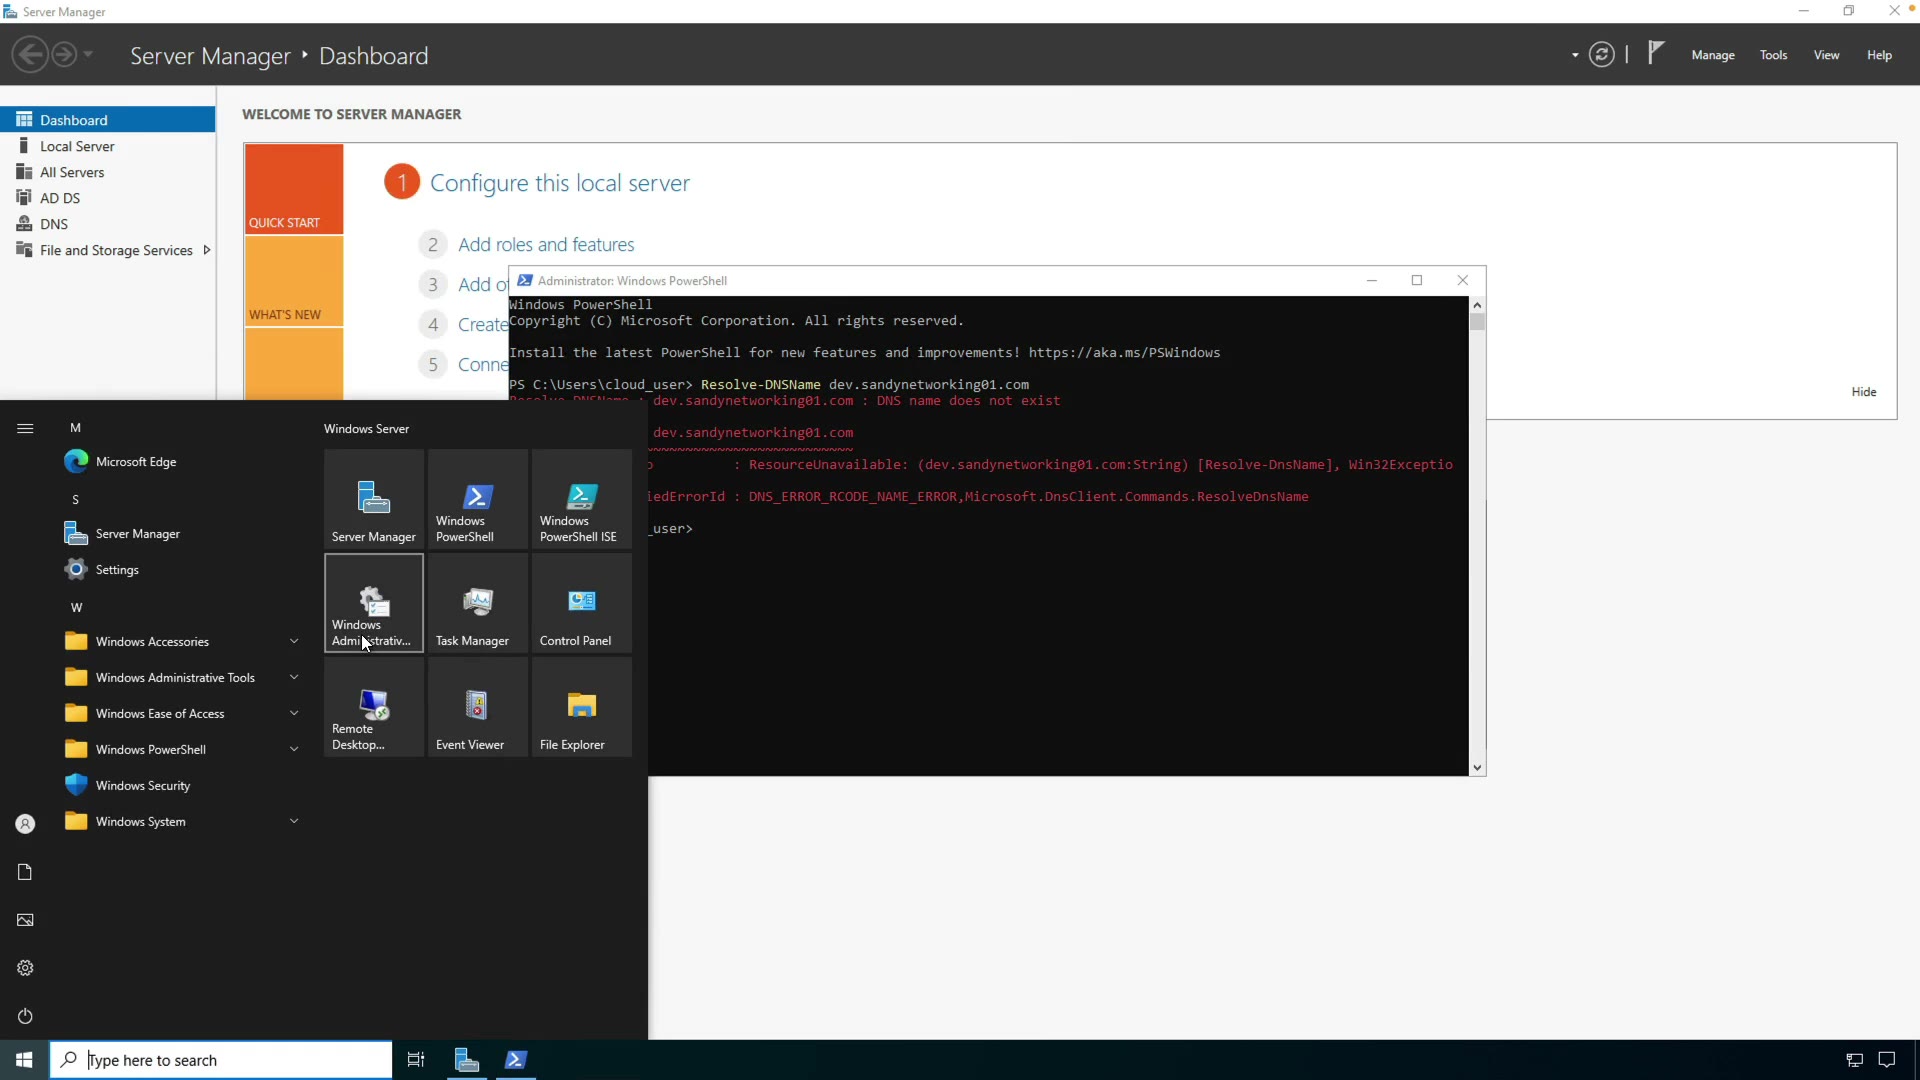 Server Manager
Server Manager ‣ Dashboard
Manage Tools View Help
Dashboard
Local Server
All Servers
AD DS
DNS
File and Storage Services
WELCOME TO SERVER MANAGER
QUICK START
WHAT'S NEW
1 Configure this local server
2 Add roles and features
3 Add
4 Create
5 Conne
Hide
Administrator: Windows PowerShell
Windows PowerShell
Copyright (C) Microsoft Corporation. All rights reserved.
Install the latest PowerShell for new features and improvements! https://aka.ms/PSWindows
PS C:\Users\cloud_user> Resolve-DNSName dev.sandynetworking01.com
Resolve-DNSName : dev.sandynetworking01.com : DNS name does not exist
dev.sandynetworking01.com
~~~~~~~~~~~~~~~~~~~~~~~~~
: ResourceUnavailable: (dev.sandynetworking01.com:String) [Resolve-DnsName], Win32Exceptio
iedErrorId : DNS_ERROR_RCODE_NAME_ERROR,Microsoft.DnsClient.Commands.ResolveDnsName
_user>
M
Microsoft Edge
S
Server Manager
Settings
W
Windows Accessories
Windows Administrative Tools
Windows Ease of Access
Windows PowerShell
Windows Security
Windows System
Windows Server
Server Manager
Windows
PowerShell
Windows
PowerShell ISE
Windows
Administrativ...
Task Manager
Control Panel
Remote
Desktop...
Event Viewer
File Explorer
Type here to search